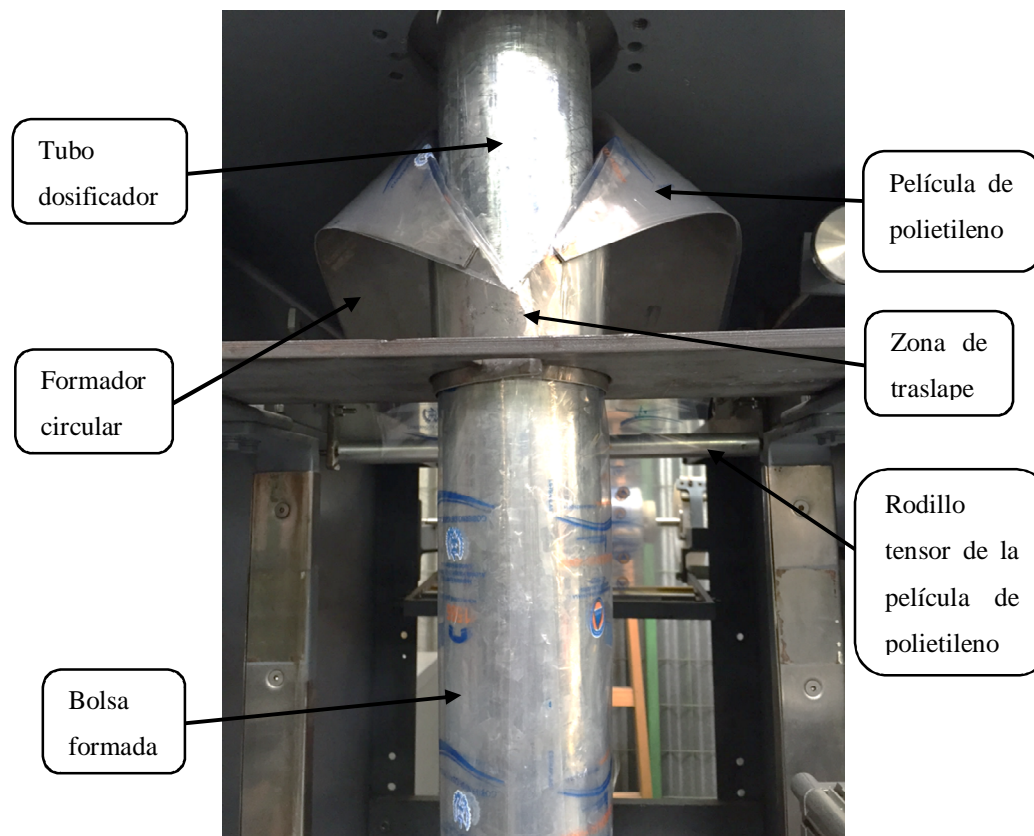 Tubo
dosificador
Película de
polietileno
Formador
circular
Zona de
traslape
Rodillo
tensor de la
película de
polietileno
Bolsa
formada